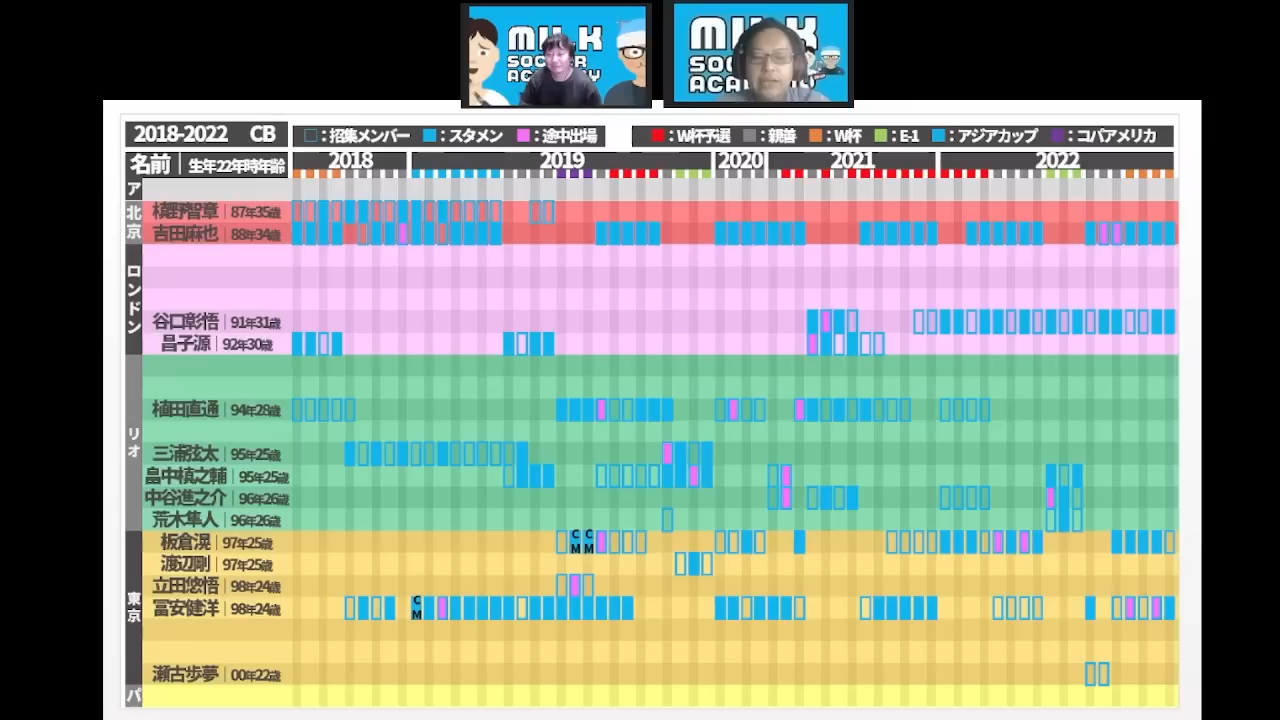 MILK
SOCCER
ACADEMY
MILK
SOC
ACAD
2018-2022 CB
：招集メンバー ：スタメン ：途中出場
：W杯予選 ：親善 ：W杯 ：E-1 ：アジアカップ ：コパアメリカ
名前 生年22年時年齢
2018 2019 2020 2021 2022
ア
北京
槙野智章 87年35歳
吉田麻也 88年34歳
ロンドン
谷口彰悟 91年31歳
昌子源 92年30歳
リオ
植田直通 94年28歳
三浦弦太 95年25歳
畠中槙之輔 95年25歳
中谷進之介 96年26歳
荒木隼人 96年26歳
東京
板倉滉 97年25歳
CM CM
渡辺剛 97年25歳
立田悠悟 98年24歳
冨安健洋 98年24歳
CM
瀬古歩夢 00年22歳
パ